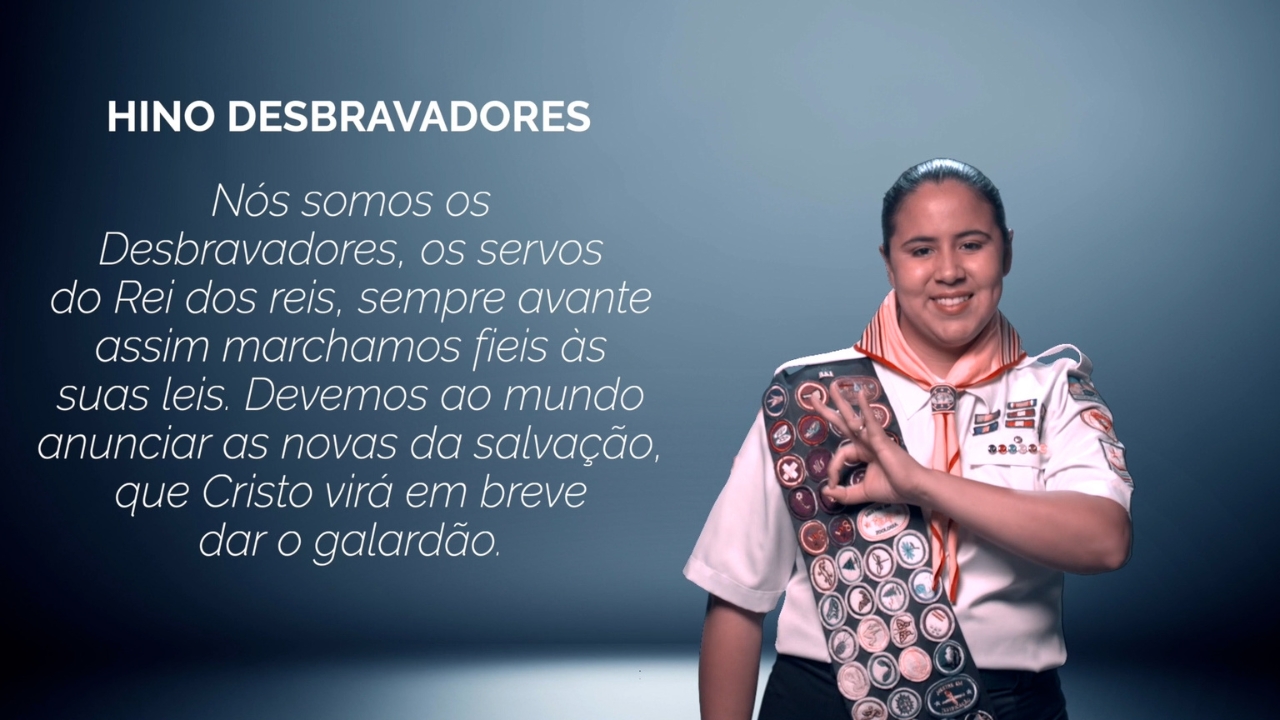 HINO DESBRAVADORES
Nós somos os
Desbravadores, os servos
do Rei dos reis, sempre avante
assim marchamos fieis às
suas leis. Devemos ao mundo
anunciar as novas da salvação,
que Cristo virá em breve
dar o galardão.